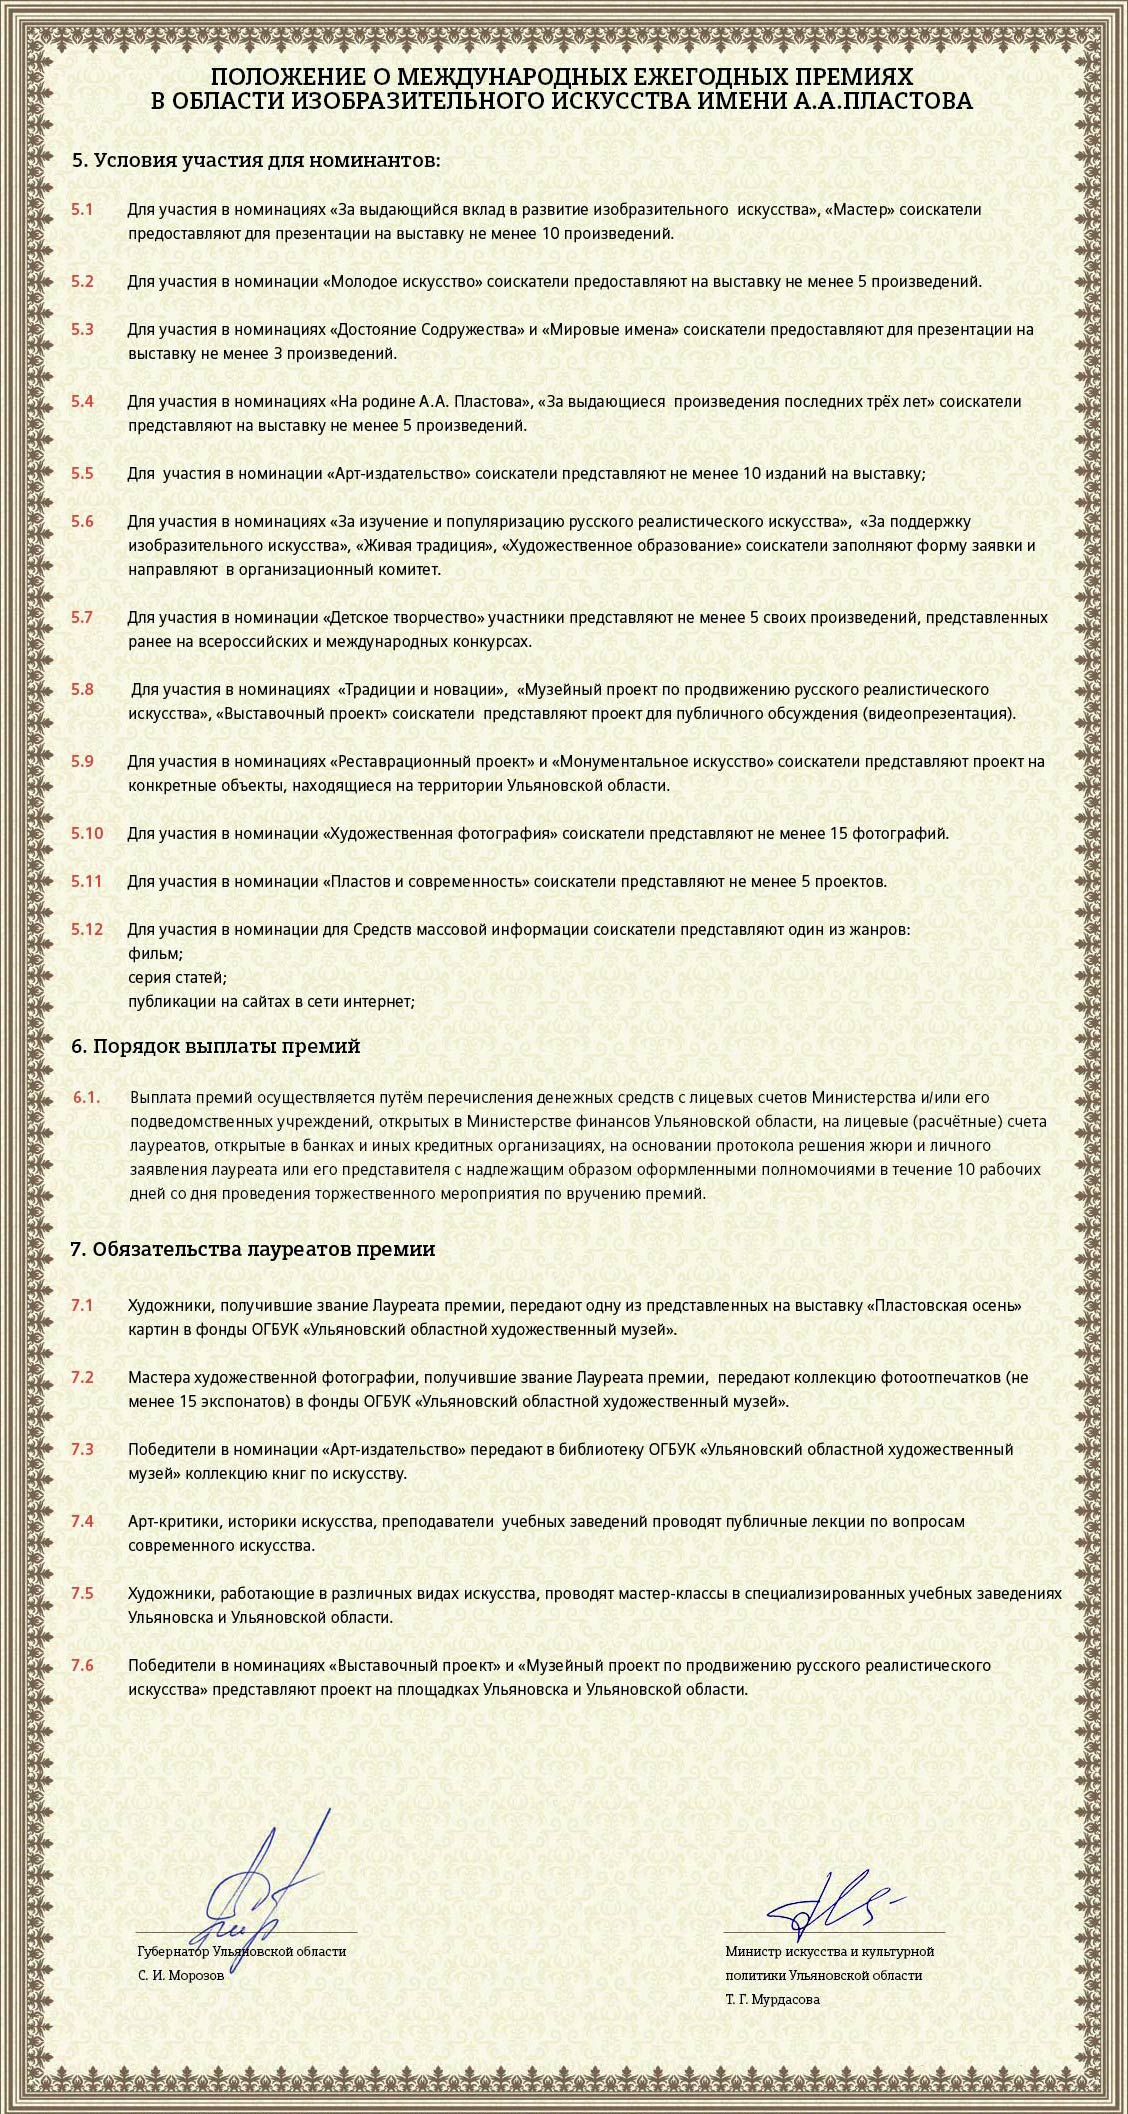 ПОЛОЖЕНИЕ О МЕЖДУНАРОДНЫХ ЕЖЕГОДНЫХ ПРЕМИЯХ
В ОБЛАСТИ ИЗОБРАЗИТЕЛЬНОГО ИСКУССТВА ИМЕНИ А.А.ПЛАСТОВА
5. Условия участия для номинантов:
5.1 Для участия в номинациях «За выдающийся вклад в развитие изобразительного искусства», «Мастер» соискатели
предоставляют для презентации на выставку не менее 10 произведений.
5.2 Для участия в номинации «Молодое искусство» соискатели предоставляют на выставку не менее 5 произведений.
5.3 Для участия в номинациях «Достояние Содружества» и «Мировые имена» соискатели предоставляют для презентации на
выставку не менее 3 произведений.
5.4 Для участия в номинациях «На родине А.А. Пластова», «За выдающиеся произведения последних трёх лет» соискатели
представляют на выставку не менее 5 произведений.
5.5 Для участия в номинации «Арт-издательство» соискатели представляют не менее 10 изданий на выставку;
5.6 Для участия в номинациях «За изучение и популяризацию русского реалистического искусства», «За поддержку
изобразительного искусства», «Живая традиция», «Художественное образование» соискатели заполняют форму заявки и
направляют в организационный комитет.
5.7 Для участия в номинации «Детское творчество» участники представляют не менее 5 своих произведений, представленных
ранее на всероссийских и международных конкурсах.
5.8 Для участия в номинациях «Традиции и новации», «Музейный проект по продвижению русского реалистического
искусства», «Выставочный проект» соискатели представляют проект для публичного обсуждения (видеопрезентация).
5.9 Для участия в номинациях «Реставрационный проект» и «Монументальное искусство» соискатели представляют проект на
конкретные объекты, находящиеся на территории Ульяновской области.
5.10 Для участия в номинации «Художественная фотография» соискатели представляют не менее 15 фотографий.
5.11 Для участия в номинации «Пластов и современность» соискатели представляют не менее 5 проектов.
5.12 Для участия в номинации для Средств массовой информации соискатели представляют один из жанров:
фильм;
серия статей;
публикации на сайтах в сети интернет;
6. Порядок выплаты премий
6.1. Выплата премий осуществляется путём перечисления денежных средств с лицевых счетов Министерства и/или его
подведомственных учреждений, открытых в Министерстве финансов Ульяновской области, на лицевые (расчётные) счета
лауреатов, открытые в банках и иных кредитных организациях, на основании протокола решения жюри и личного
заявления лауреата или его представителя с надлежащим образом оформленными полномочиями в течение 10 рабочих
дней со дня проведения торжественного мероприятия по вручению премий.
7. Обязательства лауреатов премии
7.1 Художники, получившие звание Лауреата премии, передают одну из представленных на выставку «Пластовская осень»
картин в фонды ОГБУК «Ульяновский областной художественный музей».
7.2 Мастера художественной фотографии, получившие звание Лауреата премии, передают коллекцию фотоотпечатков (не
менее 15 экспонатов) в фонды ОГБУК «Ульяновский областной художественный музей».
7.3 Победители в номинации «Арт-издательство» передают в библиотеку ОГБУК «Ульяновский областной художественный
музей» коллекцию книг по искусству.
7.4 Арт-критики, историки искусства, преподаватели учебных заведений проводят публичные лекции по вопросам
современного искусства.
7.5 Художники, работающие в различных видах искусства, проводят мастер-классы в специализированных учебных заведениях
Ульяновска и Ульяновской области.
7.6 Победители в номинациях «Выставочный проект» и «Музейный проект по продвижению русского реалистического
искусства» представляют проект на площадках Ульяновска и Ульяновской области.
Губернатор Ульяновской области
С. И. Морозов
Министр искусства и культурной
политики Ульяновской области
Т. Г. Мурдасова